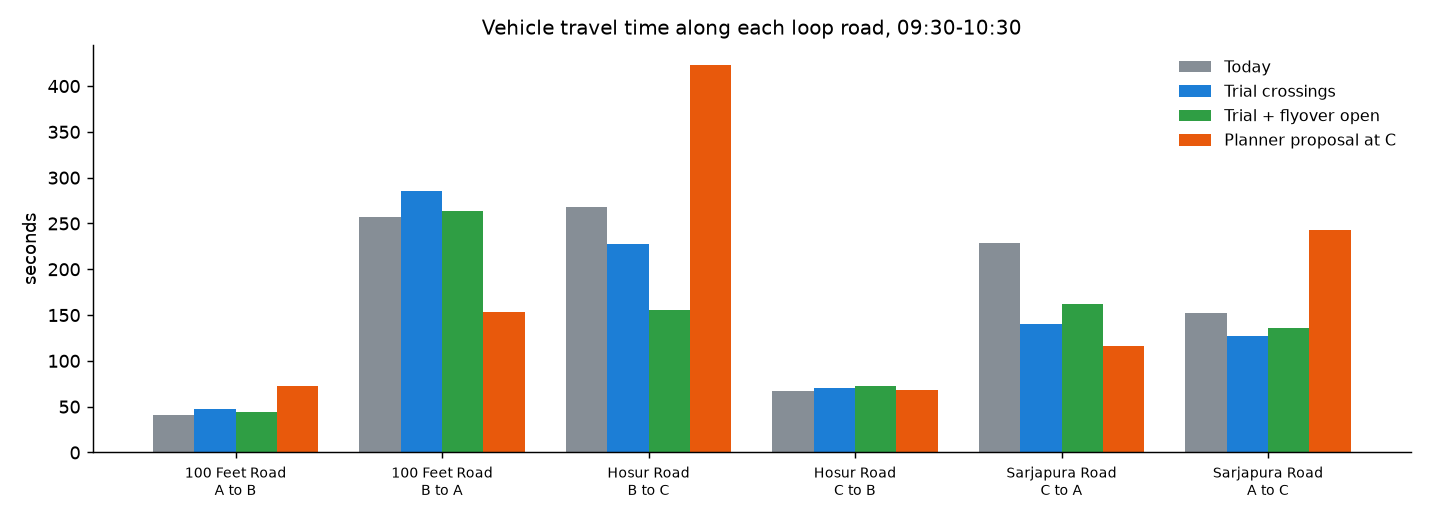 Vehicle travel time along each loop road, 09:30-10:30
Today
Trial crossings
Trial + flyover open
Planner proposal at C
seconds
400
350
300
250
200
150
100
50
0
100 Feet Road
A to B
100 Feet Road
B to A
Hosur Road
B to C
Hosur Road
C to B
Sarjapura Road
C to A
Sarjapura Road
A to C